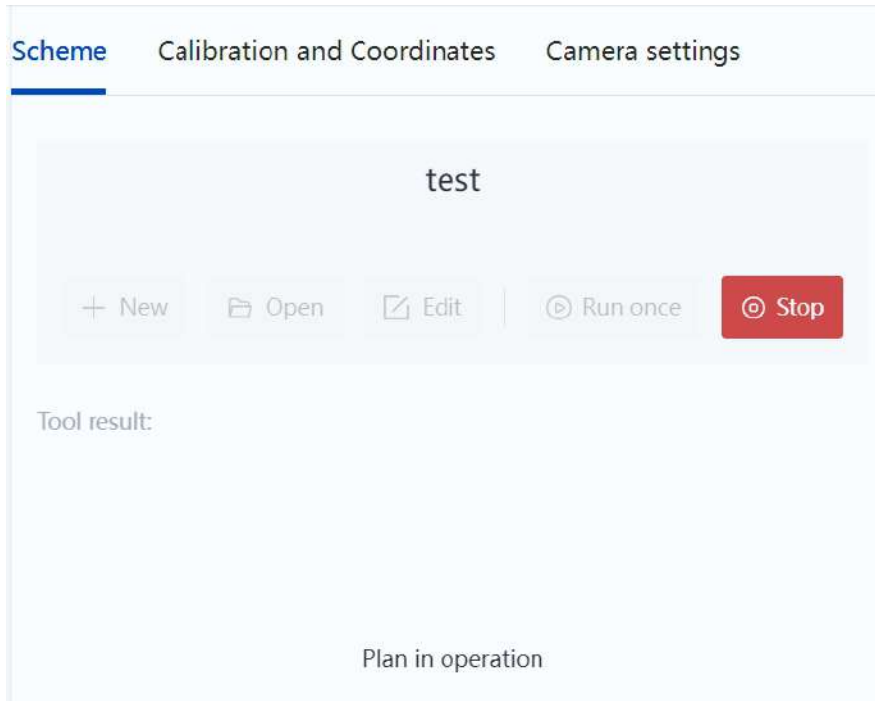 Scheme Calibration and Coordinates Camera settings
test
New Open Edit Run once Stop
Tool result:
Plan in operation